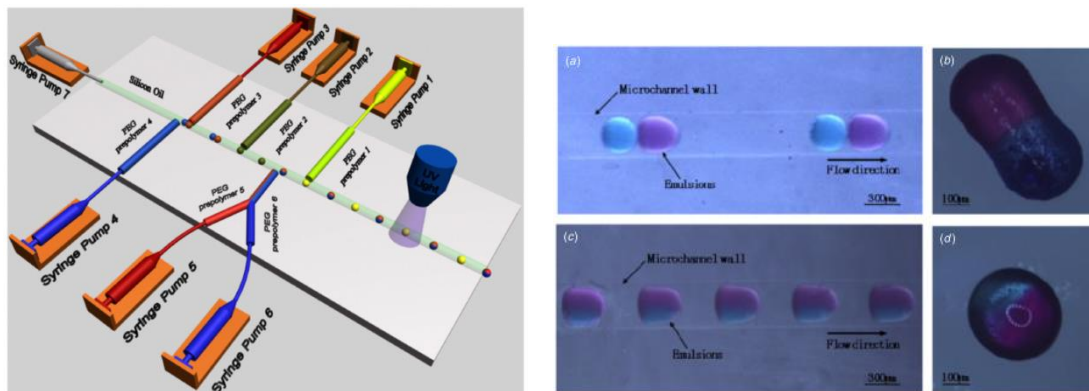 Syringe Pump 7
Silicon Oil
Syringe Pump 3
Syringe Pump 2
Syringe Pump 1
PEG prepolymer 3
PEG prepolymer 2
PEG prepolymer 1
PEG prepolymer 4
PEG prepolymer 5
PEG prepolymer 6
UV Light
Syringe Pump 4
Syringe Pump 5
Syringe Pump 6
(a)
Microchannel wall
Emulsions
Flow direction
300μm
(b)
100μm
(c)
Microchannel wall
Emulsions
Flow direction
300μm
(d)
100μm